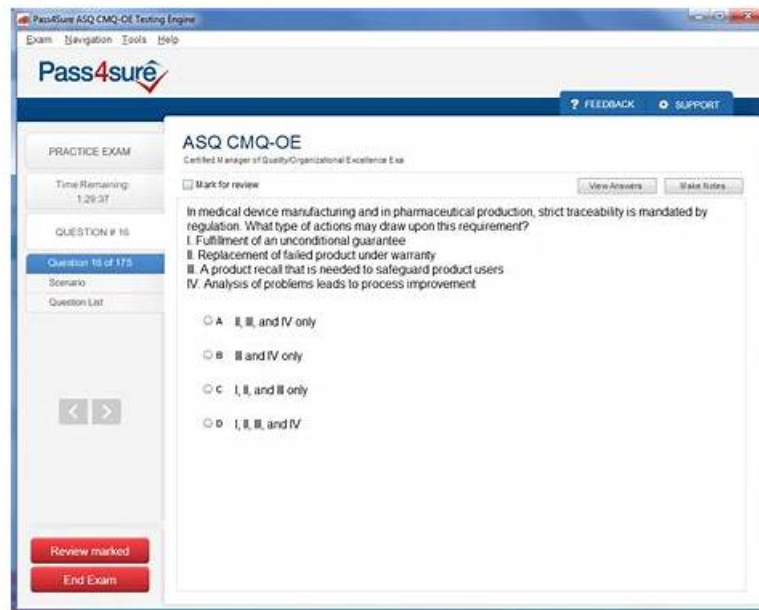 Pass4Sure ASQ CMQ-OE Testing Engine
Exam Navigation Tools Help
Pass4surê
? FEEDBACK SUPPORT
PRACTICE EXAM
Time Remaining:
1:29:37
QUESTION # 16
Question 16 of 175
Scenario
Question List
Review marked
End Exam
ASQ CMQ-OE
Certified Manager of Quality/Organizational Excellence Exa
Mark for review
View Answers
Make Notes
In medical device manufacturing and in pharmaceutical production, strict traceability is mandated by
regulation. What type of actions may draw upon this requirement?
I. Fulfillment of an unconditional guarantee
II. Replacement of failed product under warranty
III. A product recall that is needed to safeguard product users
IV. Analysis of problems leads to process improvement
A II, III, and IV only
B III and IV only
C I, II, and III only
D I, II, III, and IV